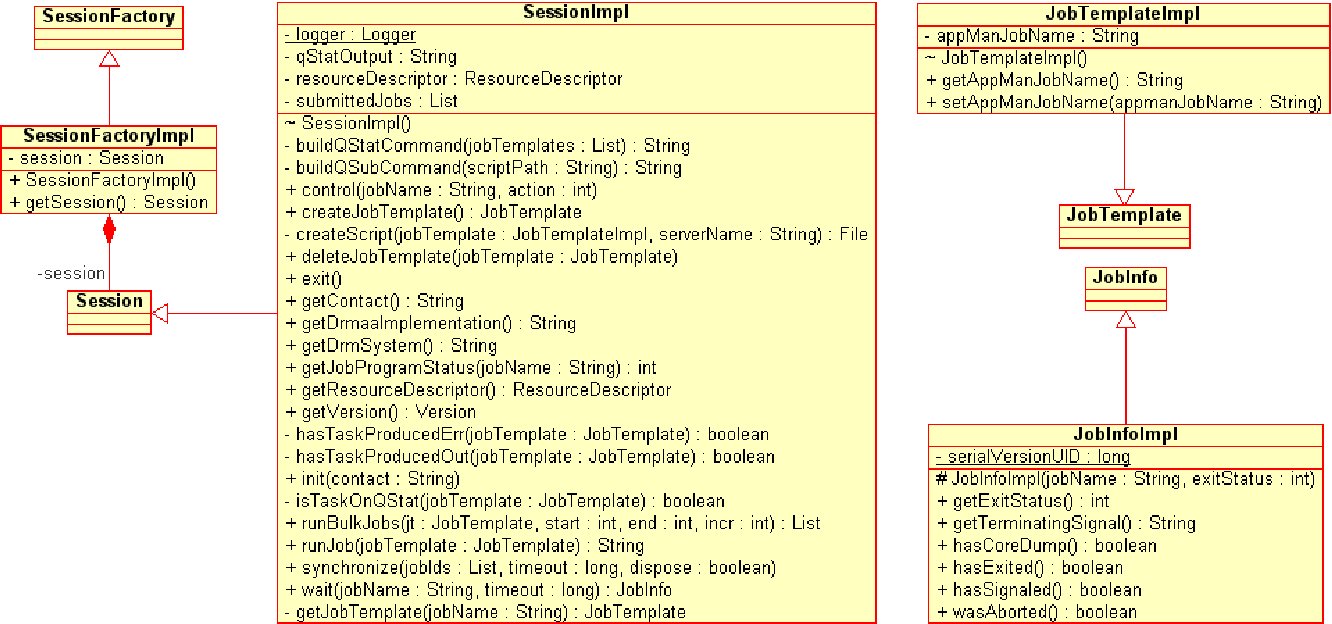 SessionFactory
SessionFactoryImpl
- session : Session
+ SessionFactoryImpl()
+ getSession() : Session
-session
Session
SessionImpl
- logger : Logger
- qStatOutput : String
- resourceDescriptor : ResourceDescriptor
- submittedJobs : List
~ SessionImpl()
- buildQStatCommand(jobTemplates : List) : String
- buildQSubCommand(scriptPath : String) : String
+ control(jobName : String, action : int)
+ createJobTemplate() : JobTemplate
- createScript(jobTemplate : JobTemplateImpl, serverName : String) : File
+ deleteJobTemplate(jobTemplate : JobTemplate)
+ exit()
+ getContact() : String
+ getDrmaaImplementation() : String
+ getDrmSystem() : String
+ getJobProgramStatus(jobName : String) : int
+ getResourceDescriptor() : ResourceDescriptor
+ getVersion() : Version
- hasTaskProducedErr(jobTemplate : JobTemplate) : boolean
- hasTaskProducedOut(jobTemplate : JobTemplate) : boolean
+ init(contact : String)
- isTaskOnQStat(jobTemplate : JobTemplate) : boolean
+ runBulkJobs(jt : JobTemplate, start : int, end : int, incr : int) : List
+ runJob(jobTemplate : JobTemplate) : String
+ synchronize(jobIds : List, timeout : long, dispose : boolean)
+ wait(jobName : String, timeout : long) : JobInfo
- getJobTemplate(jobName : String) : JobTemplate
JobTemplateImpl
- appManJobName : String
~ JobTemplateImpl()
+ getAppManJobName() : String
+ setAppManJobName(appmanJobName : String)
JobTemplate
JobInfo
JobInfoImpl
- serialVersionUID : long
# JobInfoImpl(jobName : String, exitStatus : int)
+ getExitStatus() : int
+ getTerminatingSignal() : String
+ hasCoreDump() : boolean
+ hasExited() : boolean
+ hasSignaled() : boolean
+ wasAborted() : boolean